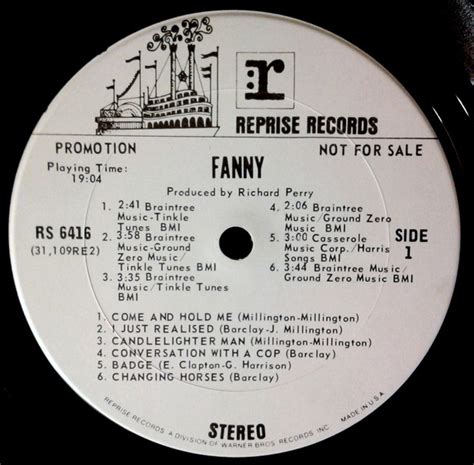 r:
REPRISE RECORDS
PROMOTION
NOT FOR SALE
FANNY
Playing Time:
19:04
Produced by Richard Perry
RS 6416
(31,109RE2)
1. 2:41 Braintree
Music-Tinkle
Tunes BMI
2. 3:58 Braintree
Music-Ground
Zero Music/
Tinkle Tunes BMI
3. 3:35 Braintree
Music/Tinkle Tunes
BMI
4. 2:06 Braintree
Music/Ground Zero
Music BMI
5. 3:00 Casserole
Music Corp./Harris
Songs BMI
6. 3:44 Braintree Music/
Ground Zero Music BMI
SIDE
1
1. COME AND HOLD ME (Millington-Millington)
2. I JUST REALISED (Barclay-J. Millington)
3. CANDLELIGHTER MAN (Millington-Millington)
4. CONVERSATION WITH A COP (Barclay)
5. BADGE (E. Clapton-G. Harrison)
6. CHANGING HORSES (Barclay)
STEREO
REPRISE RECORDS, A DIVISION OF WARNER BROS. RECORDS INC.
MADE IN U.S.A.